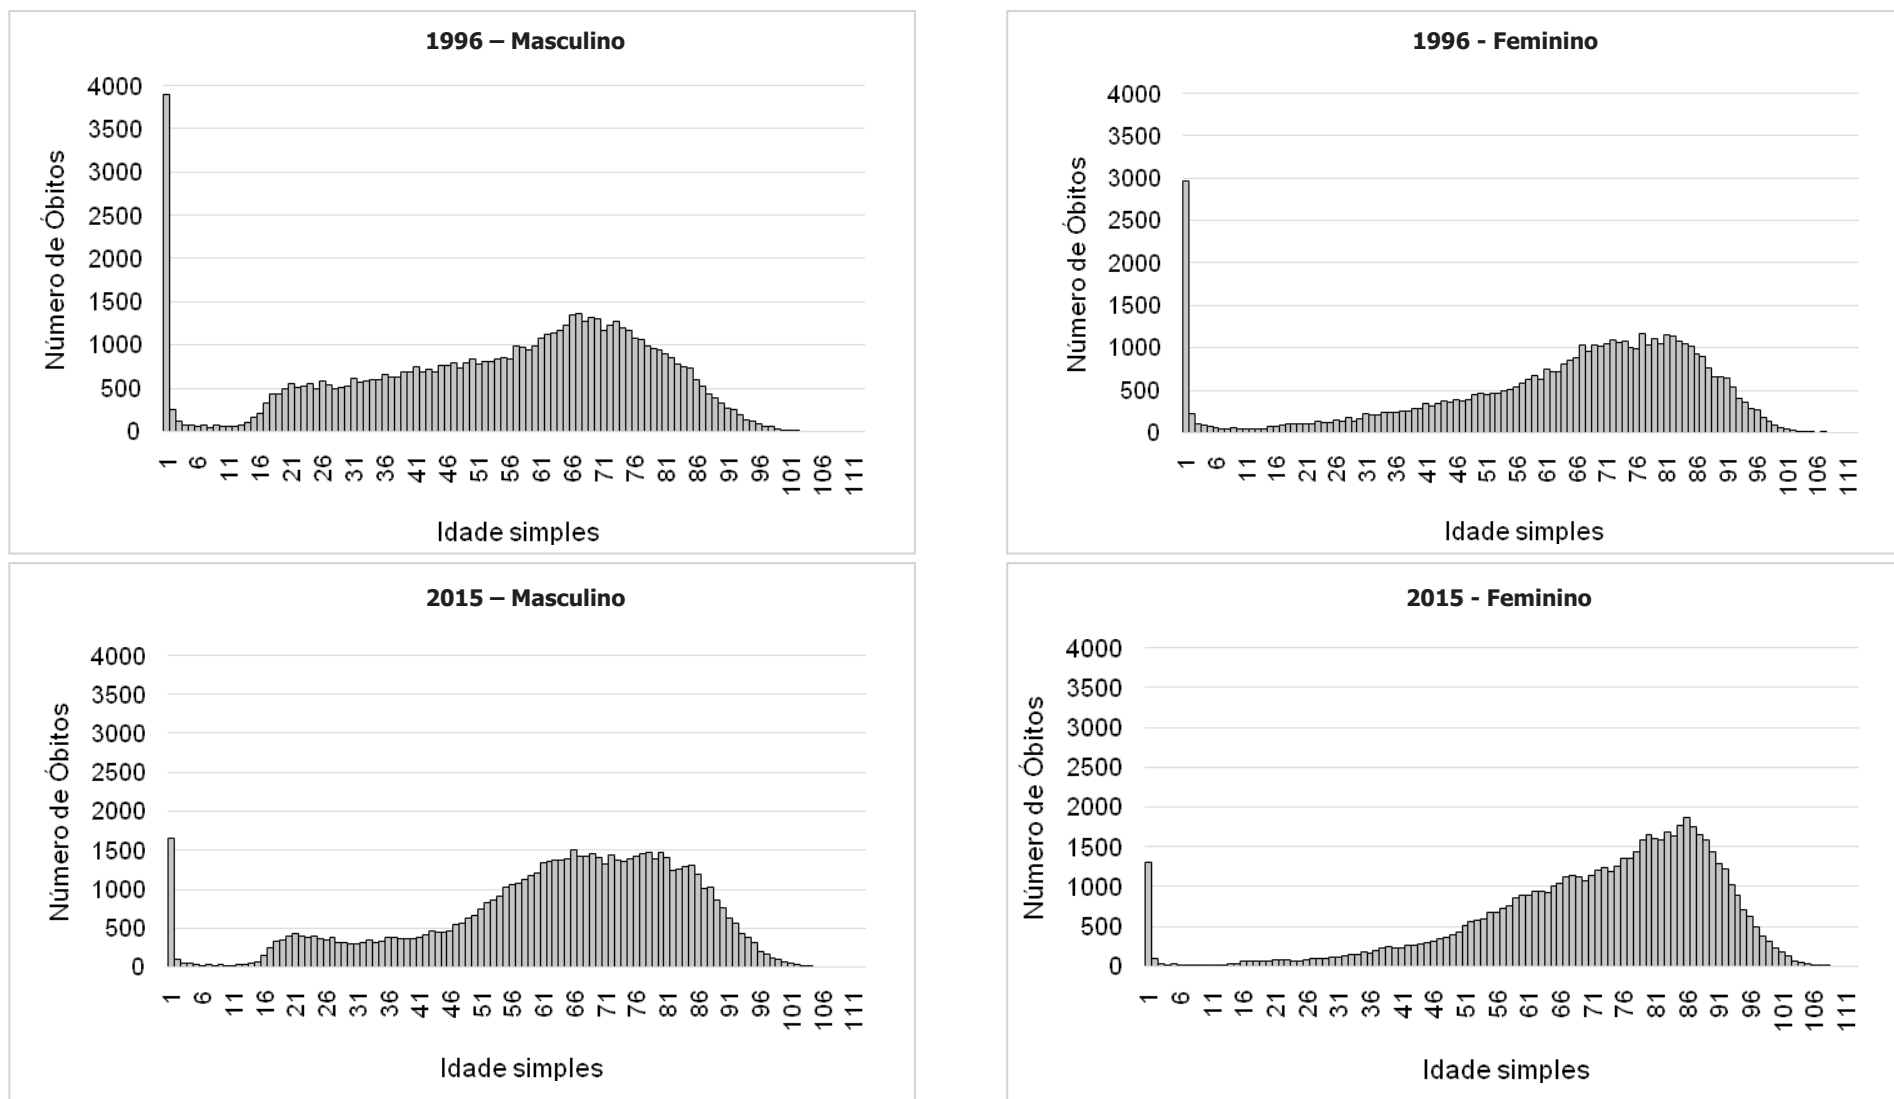 1996 – Masculino
4000
3500
3000
2500
2000
1500
1000
500
0
Número de Óbitos
1 6 11 16 21 26 31 36 41 46 51 56 61 66 71 76 81 86 91 96 101 106 111
Idade simples
1996 - Feminino
4000
3500
3000
2500
2000
1500
1000
500
0
Número de Óbitos
1 6 11 16 21 26 31 36 41 46 51 56 61 66 71 76 81 86 91 96 101 106 111
Idade simples
2015 – Masculino
4000
3500
3000
2500
2000
1500
1000
500
0
Número de Óbitos
1 6 11 16 21 26 31 36 41 46 51 56 61 66 71 76 81 86 91 96 101 106 111
Idade simples
2015 - Feminino
4000
3500
3000
2500
2000
1500
1000
500
0
Número de Óbitos
1 6 11 16 21 26 31 36 41 46 51 56 61 66 71 76 81 86 91 96 101 106 111
Idade simples